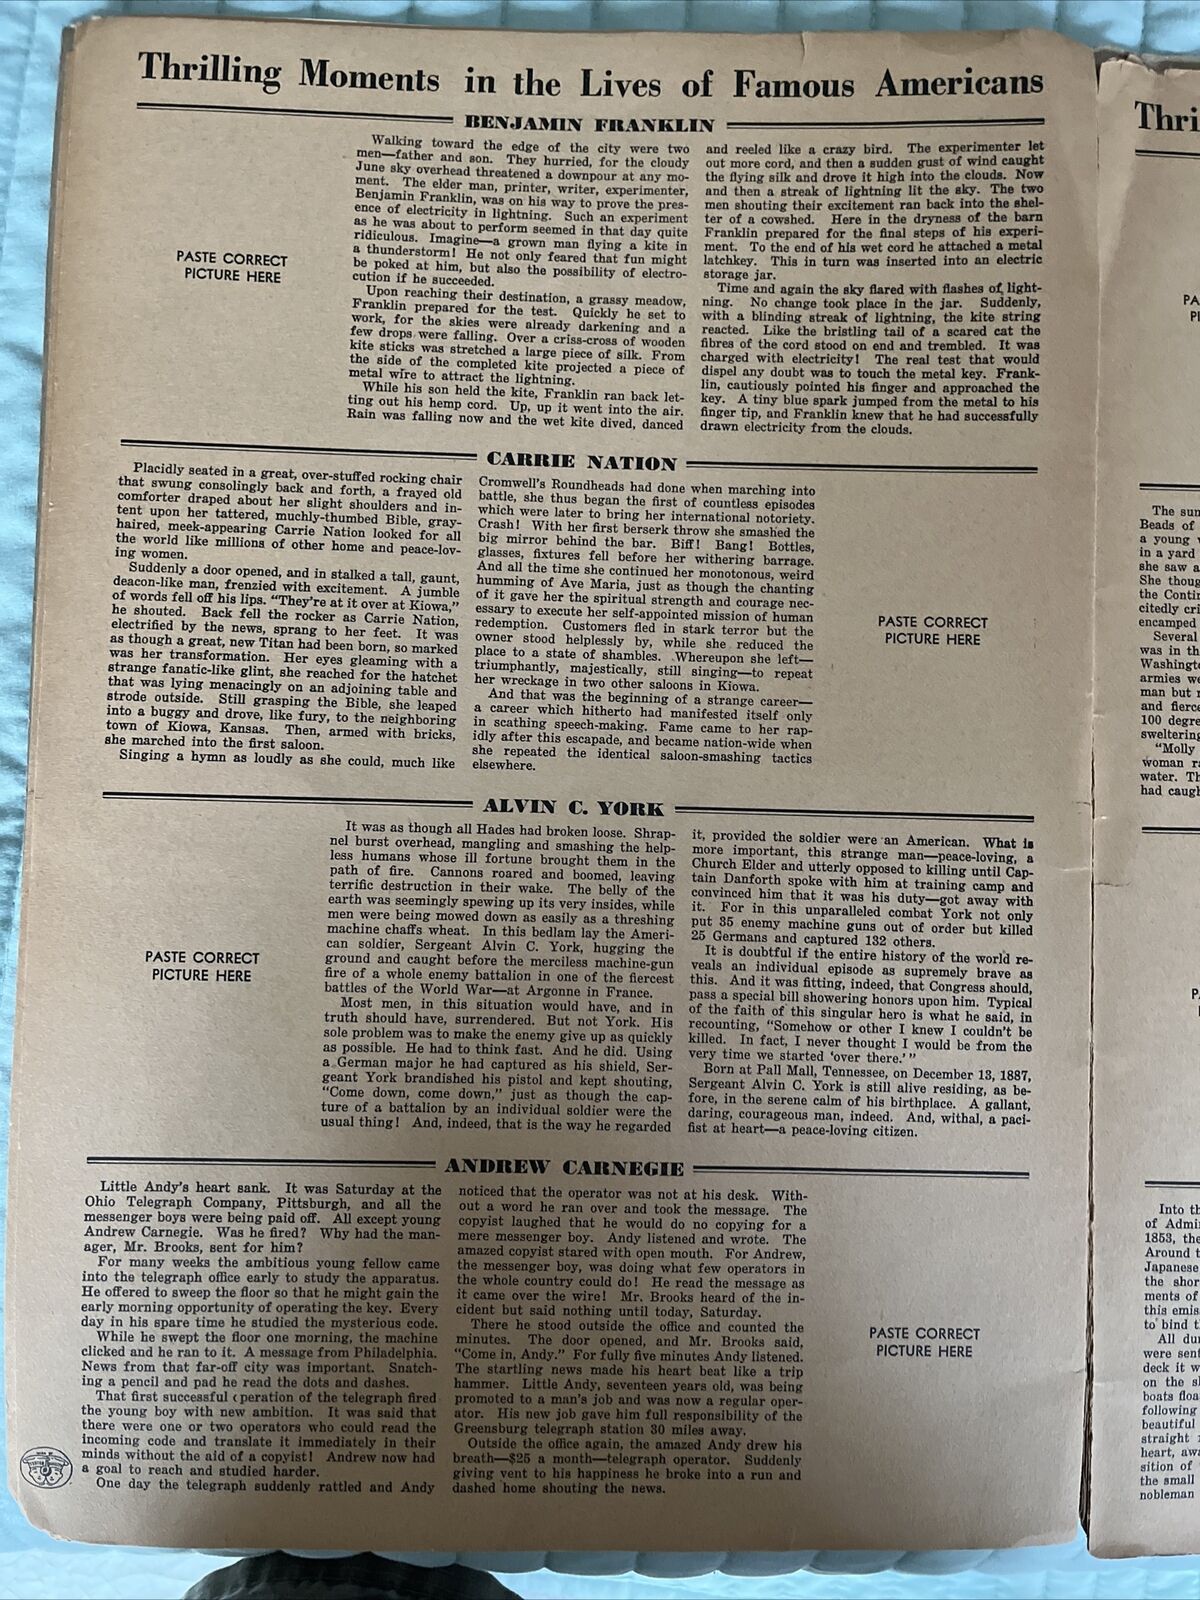 Thrilling Moments in the Lives of Famous Americans
BENJAMIN FRANKLIN
Walking toward the edge of the city were two
men—father and son. They hurried, for the cloudy
June sky overhead threatened a downpour at any mo-
ment. The elder man, printer, writer, experimenter,
Benjamin Franklin, was on his way to prove the pres-
ence of electricity in lightning. Such an experiment
as he was about to perform seemed in that day quite
ridiculous. Imagine—a grown man flying a kite in
a thunderstorm! He not only feared that fun might
be poked at him, but also the possibility of electro-
cution if he succeeded.
Upon reaching their destination, a grassy meadow,
Franklin prepared for the test. Quickly he set to
work, for the skies were already darkening and a
few drops were falling. Over a criss-cross of wooden
kite sticks was stretched a large piece of silk. From
the side of the completed kite projected a piece of
metal wire to attract the lightning.
While his son held the kite, Franklin ran back let-
ting out his hemp cord. Up, up it went into the air.
Rain was falling now and the wet kite dived, danced
and reeled like a crazy bird. The experimenter let
out more cord, and then a sudden gust of wind caught
the flying silk and drove it high into the clouds. Now
and then a streak of lightning lit the sky. The two
men shouting their excitement ran back into the shel-
ter of a cowshed. Here in the dryness of the barn
Franklin prepared for the final steps of his experi-
ment. To the end of his wet cord he attached a metal
latchkey. This in turn was inserted into an electric
storage jar.
Time and again the sky flared with flashes of light-
ning. No change took place in the jar. Suddenly,
with a blinding streak of lightning, the kite string
reacted. Like the bristling tail of a scared cat the
fibres of the cord stood on end and trembled. It was
charged with electricity! The real test that would
dispel any doubt was to touch the metal key. Frank-
lin, cautiously pointed his finger and approached the
key. A tiny blue spark jumped from the metal to his
finger tip, and Franklin knew that he had successfully
drawn electricity from the clouds.
PASTE CORRECT
PICTURE HERE
CARRIE NATION
Placidly seated in a great, over-stuffed rocking chair
that swung consolingly back and forth, a frayed old
comforter draped about her slight shoulders and in-
tent upon her tattered, muchly-thumbed Bible, gray-
haired, meek-appearing Carrie Nation looked for all
the world like millions of other home and peace-lov-
ing women.
Suddenly a door opened, and in stalked a tall, gaunt,
deacon-like man, frenzied with excitement. A jumble
of words fell off his lips. "They're at it over at Kiowa,"
he shouted. Back fell the rocker as Carrie Nation,
electrified by the news, sprang to her feet. It was
as though a great, new Titan had been born, so marked
was her transformation. Her eyes gleaming with a
strange fanatic-like glint, she reached for the hatchet
that was lying menacingly on an adjoining table and
strode outside. Still grasping the Bible, she leaped
into a buggy and drove, like fury, to the neighboring
town of Kiowa, Kansas. Then, armed with bricks,
she marched into the first saloon.
Singing a hymn as loudly as she could, much like
Cromwell's Roundheads had done when marching into
battle, she thus began the first of countless episodes
which were later to bring her international notoriety.
Crash! With her first berserk throw she smashed the
big mirror behind the bar. Biff! Bang! Bottles,
glasses, fixtures fell before her withering barrage.
And all the time she continued her monotonous, weird
humming of Ave Maria, just as though the chanting
of it gave her the spiritual strength and courage nec-
essary to execute her self-appointed mission of human
redemption. Customers fled in stark terror but the
owner stood helplessly by, while she reduced the
place to a state of shambles. Whereupon she left—
triumphantly, majestically, still singing—to repeat
her wreckage in two other saloons in Kiowa.
And that was the beginning of a strange career—
a career which hitherto had manifested itself only
in scathing speech-making. Fame came to her rap-
idly after this escapade, and became nation-wide when
she repeated the identical saloon-smashing tactics
elsewhere.
PASTE CORRECT
PICTURE HERE
ALVIN C. YORK
It was as though all Hades had broken loose. Shrap-
nel burst overhead, mangling and smashing the help-
less humans whose ill fortune brought them in the
path of fire. Cannons roared and boomed, leaving
terrific destruction in their wake. The belly of the
earth was seemingly spewing up its very insides, while
men were being mowed down as easily as a threshing
machine chaffs wheat. In this bedlam lay the Ameri-
can soldier, Sergeant Alvin C. York, hugging the
ground and caught before the merciless machine-gun
fire of a whole enemy battalion in one of the fiercest
battles of the World War—at Argonne in France.
Most men, in this situation would have, and in
truth should have, surrendered. But not York. His
sole problem was to make the enemy give up as quickly
as possible. He had to think fast. And he did. Using
a German major he had captured as his shield, Ser-
geant York brandished his pistol and kept shouting,
"Come down, come down," just as though the cap-
ture of a battalion by an individual soldier were the
usual thing! And, indeed, that is the way he regarded
it, provided the soldier were an American. What is
more important, this strange man—peace-loving, a
Church Elder and utterly opposed to killing until Cap-
tain Danforth spoke with him at training camp and
convinced him that it was his duty—got away with
it. For in this unparalleled combat York not only
put 35 enemy machine guns out of order but killed
25 Germans and captured 132 others.
It is doubtful if the entire history of the world re-
veals an individual episode as supremely brave as
this. And it was fitting, indeed, that Congress should,
pass a special bill showering honors upon him. Typical
of the faith of this singular hero is what he said, in
recounting, "Somehow or other I knew I couldn't be
killed. In fact, I never thought I would be from the
very time we started 'over there.'"
Born at Pall Mall, Tennessee, on December 13, 1887,
Sergeant Alvin C. York is still alive residing, as be-
fore, in the serene calm of his birthplace. A gallant,
daring, courageous man, indeed. And, withal, a paci-
fist at heart—a peace-loving citizen.
PASTE CORRECT
PICTURE HERE
ANDREW CARNEGIE
Little Andy's heart sank. It was Saturday at the
Ohio Telegraph Company, Pittsburgh, and all the
messenger boys were being paid off. All except young
Andrew Carnegie. Was he fired? Why had the man-
ager, Mr. Brooks, sent for him?
For many weeks the ambitious young fellow came
into the telegraph office early to study the apparatus.
He offered to sweep the floor so that he might gain the
early morning opportunity of operating the key. Every
day in his spare time he studied the mysterious code.
While he swept the floor one morning, the machine
clicked and he ran to it. A message from Philadelphia.
News from that far-off city was important. Snatch-
ing a pencil and pad he read the dots and dashes.
That first successful operation of the telegraph fired
the young boy with new ambition. It was said that
there were one or two operators who could read the
incoming code and translate it immediately in their
minds without the aid of a copyist! Andrew now had
a goal to reach and studied harder.
One day the telegraph suddenly rattled and Andy
noticed that the operator was not at his desk. With-
out a word he ran over and took the message. The
copyist laughed that he would do no copying for a
mere messenger boy. Andy listened and wrote. The
amazed copyist stared with open mouth. For Andrew,
the messenger boy, was doing what few operators in
the whole country could do! He read the message as
it came over the wire! Mr. Brooks heard of the in-
cident but said nothing until today, Saturday.
There he stood outside the office and counted the
minutes. The door opened, and Mr. Brooks said,
"Come in, Andy." For fully five minutes Andy listened.
The startling news made his heart beat like a trip
hammer. Little Andy, seventeen years old, was being
promoted to a man's job and was now a regular oper-
ator. His new job gave him full responsibility of the
Greensburg telegraph station 30 miles away.
Outside the office again, the amazed Andy drew his
breath—$25 a month—telegraph operator. Suddenly
giving vent to his happiness he broke into a run and
dashed home shouting the news.
PASTE CORRECT
PICTURE HERE
Thri
PA
PI
The sun
Beads of
a young
in a yard
she saw a
She thoug
the Contin
citedly cri
encamped
Several
was in th
Washingto
armies we
man but
and fierce
100 degre
sweltering
"Molly
woman ra
water. Th
had caugh
Into th
of Admi
1853, the
Around t
Japanese
the shor
ments of
this emis
to bind t
All du
were sent
deck it w
on the s
boats floa
following
beautiful
straight
heart, aw
sition of
the small
nobleman